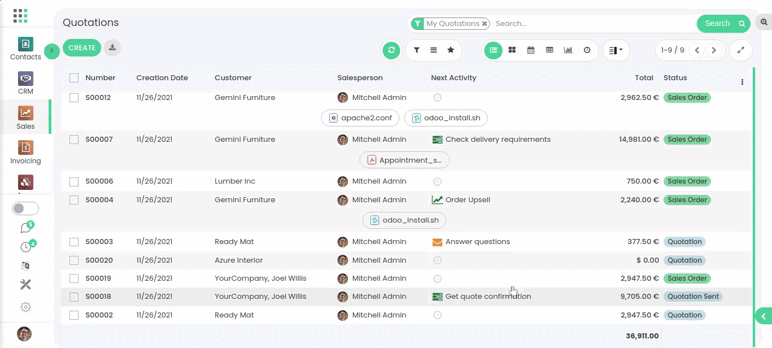 Quotations
My Quotations × Search...
Search
CREATE
1-9 / 9
Contacts
CRM
Sales
Invoicing
Number Creation Date Customer Salesperson Next Activity Total Status
S00012 11/26/2021 Gemini Furniture Mitchell Admin 2,962.50 € Sales Order
apache2.conf odoo_install.sh
S00007 11/26/2021 Gemini Furniture Mitchell Admin Check delivery requirements 14,981.00 € Sales Order
Appointment_s...
S00006 11/26/2021 Lumber Inc Mitchell Admin 750.00 € Sales Order
S00004 11/26/2021 Gemini Furniture Mitchell Admin Order Upsell 2,240.00 € Sales Order
odoo_install.sh
S00003 11/26/2021 Ready Mat Mitchell Admin Answer questions 377.50 € Quotation
S00020 11/26/2021 Azure Interior Mitchell Admin $ 0.00 Quotation
S00019 11/26/2021 YourCompany, Joel Willis Mitchell Admin 2,947.50 € Sales Order
S00018 11/26/2021 YourCompany, Joel Willis Mitchell Admin Get quote confirmation 9,705.00 € Quotation Sent
S00002 11/26/2021 Ready Mat Mitchell Admin 2,947.50 € Quotation
36,911.00